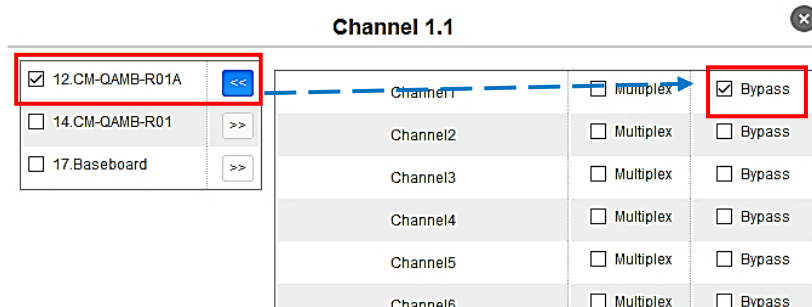 Channel 1.1
12.CM-QAMB-R01A <<
14.CM-QAMB-R01 >>
17.Baseboard >>
Channel1 Multiplex Bypass
Channel2 Multiplex Bypass
Channel3 Multiplex Bypass
Channel4 Multiplex Bypass
Channel5 Multiplex Bypass
Channel6 Multiplex Bypass